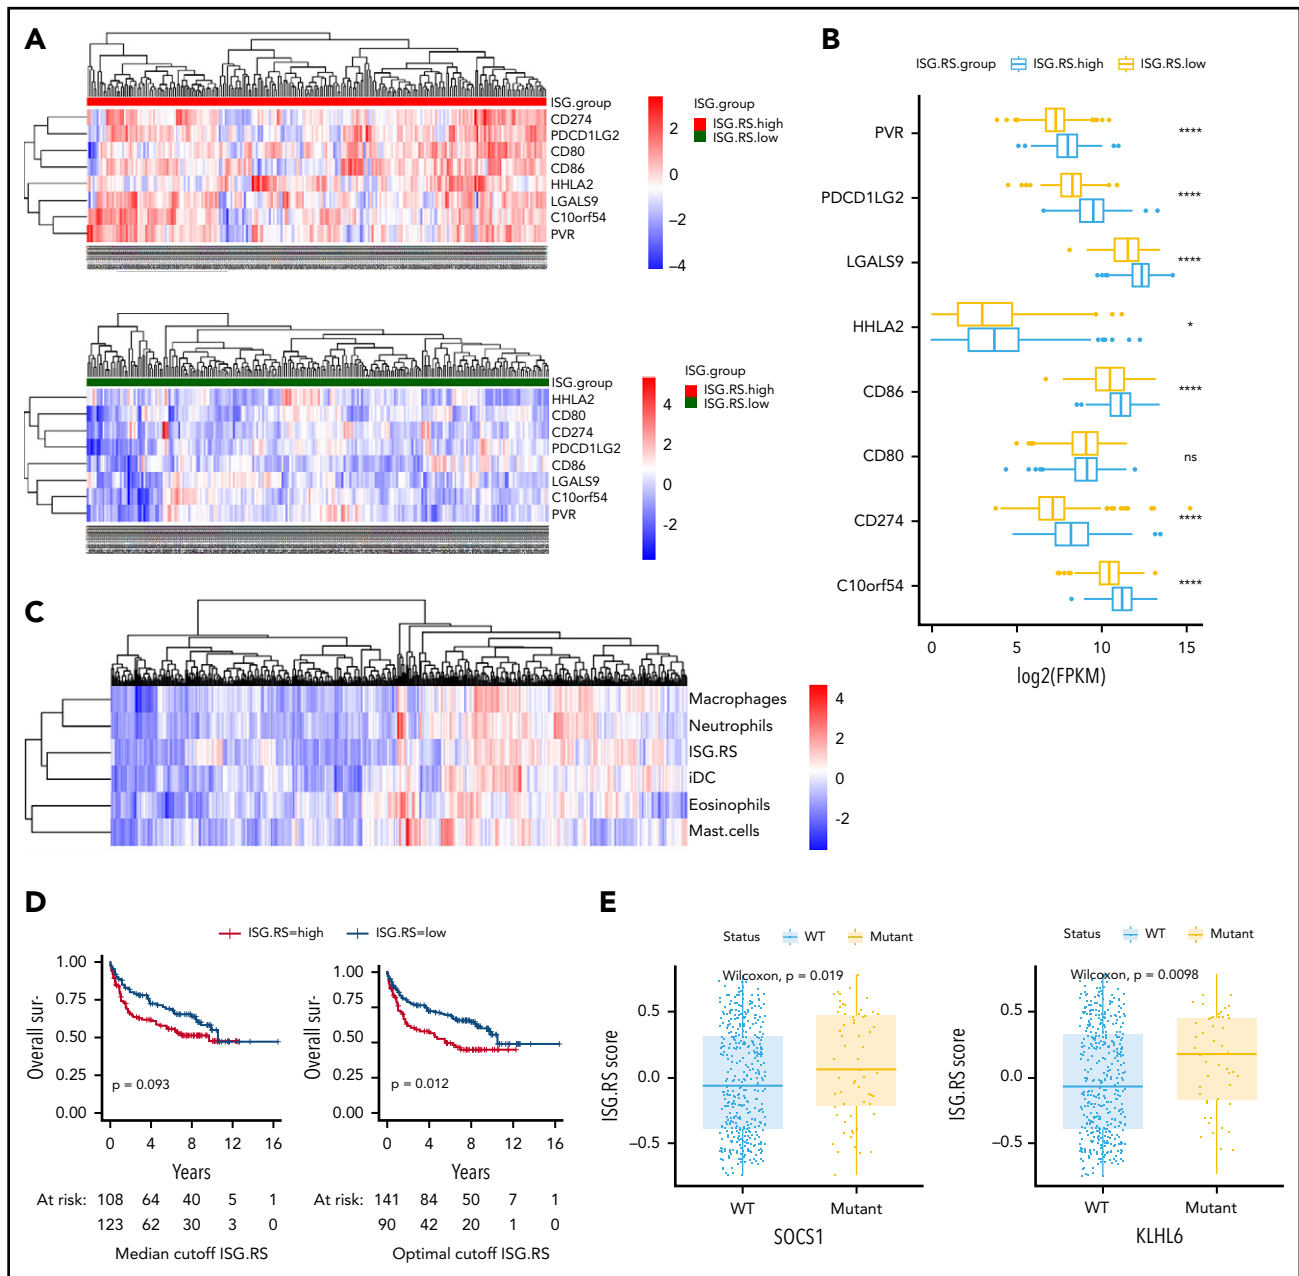 A
ISG.group
CD274
PDCD1LG2
CD80
CD86
HHLA2
LGALS9
C10orf54
PVR
2
0
−2
−4
ISG.group
ISG.RS.high
ISG.RS.low
ISG.group
HHLA2
CD80
CD274
PDCD1LG2
CD86
LGALS9
C10orf54
PVR
4
2
0
-2
ISG.group
ISG.RS.high
ISG.RS.low
B
ISG.RS.group ISG.RS.high ISG.RS.low
PVR ****
PDCD1LG2 ****
LGALS9 ****
HHLA2 *
CD86 ****
CD80 ns
CD274 ****
C10orf54 ****
0 5 10 15
log2(FPKM)
C
Macrophages
Neutrophils
ISG.RS
iDC
Eosinophils
Mast.cells
4
2
0
-2
D
ISG.RS=high ISG.RS=low
Overall sur-
1.00
0.75
0.50
0.25
0.00
p = 0.093
0 4 8 12 16
Years
At risk: 108 64 40 5 1
123 62 30 3 0
Median cutoff ISG.RS
Overall sur-
1.00
0.75
0.50
0.25
0.00
p = 0.012
0 4 8 12 16
Years
At risk: 141 84 50 7 1
90 42 20 1 0
Optimal cutoff ISG.RS
E
Status WT Mutant
Wilcoxon, p = 0.019
ISG.RS score
0.5
0.0
−0.5
WT Mutant
SOCS1
Status WT Mutant
Wilcoxon, p = 0.0098
ISG.RS score
0.5
0.0
−0.5
WT Mutant
KLHL6